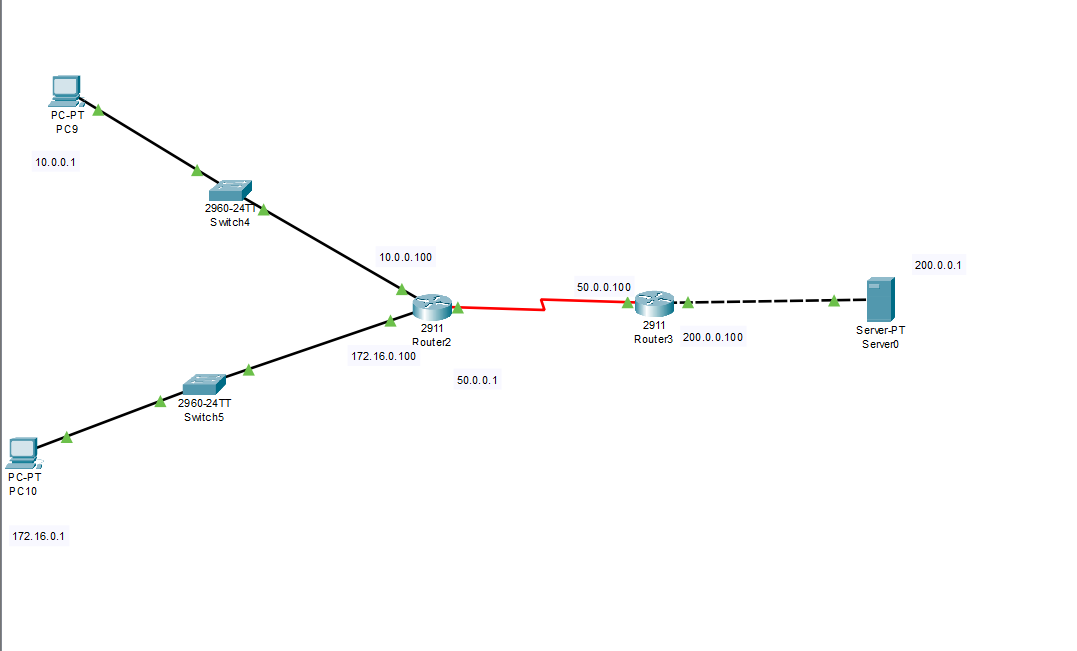 PC-PT
PC9
10.0.0.1
2960-24TT
Switch4
10.0.0.100
2911
Router2
172.16.0.100
50.0.0.1
2960-24TT
Switch5
PC-PT
PC10
172.16.0.1
50.0.0.100
2911
Router3
200.0.0.100
200.0.0.1
Server-PT
Server0